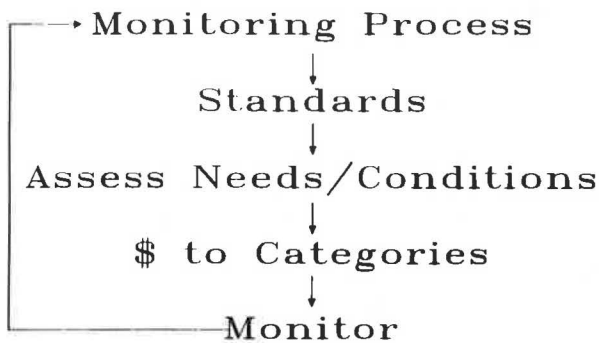 Monitoring Process
Standards
Assess Needs/Conditions
$ to Categories
Monitor